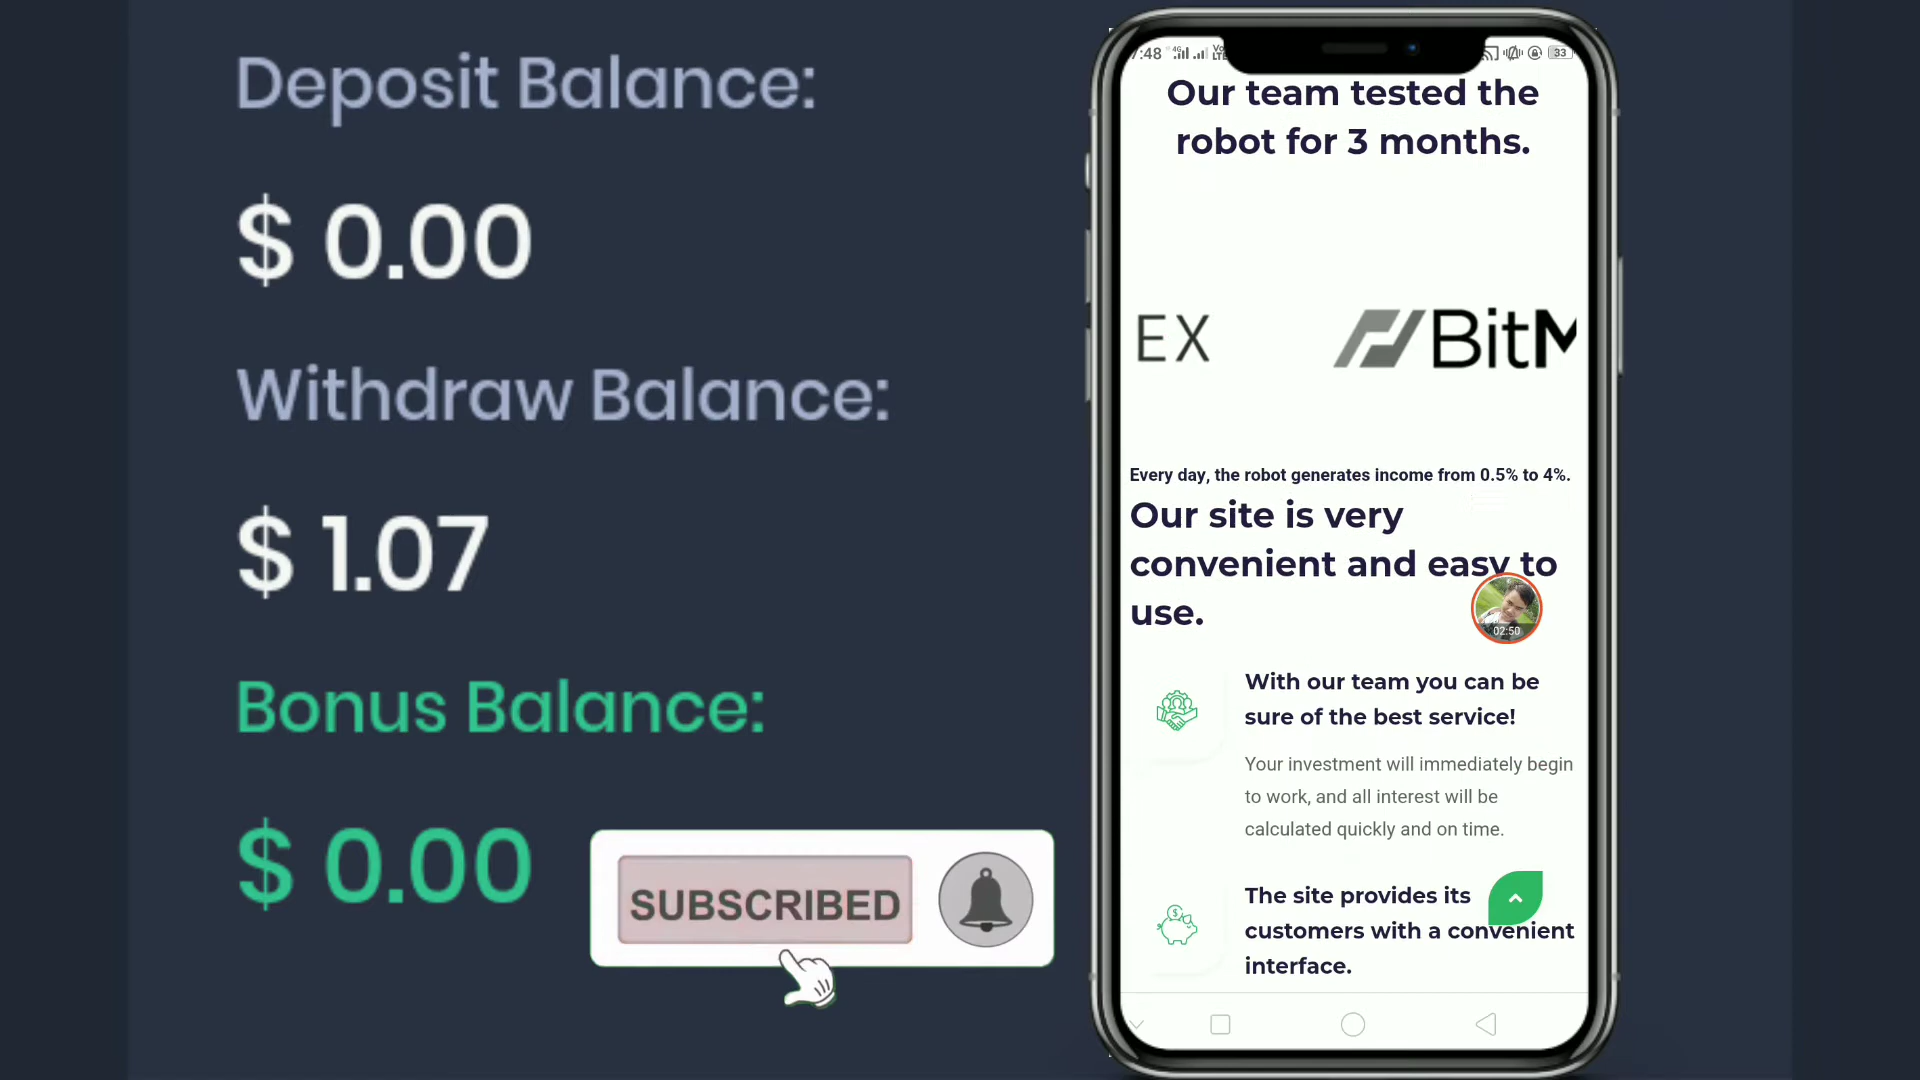 Deposit Balance:
$ 0.00
Withdraw Balance:
$ 1.07
Bonus Balance:
$ 0.00
SUBSCRIBED
7:48
4G
33
Our team tested the
robot for 3 months.
EX
BitM
Every day, the robot generates income from 0.5% to 4%.
Our site is very
convenient and easy to
use.
02:50
With our team you can be
sure of the best service!
Your investment will immediately begin
to work, and all interest will be
calculated quickly and on time.
The site provides its
customers with a convenient
interface.